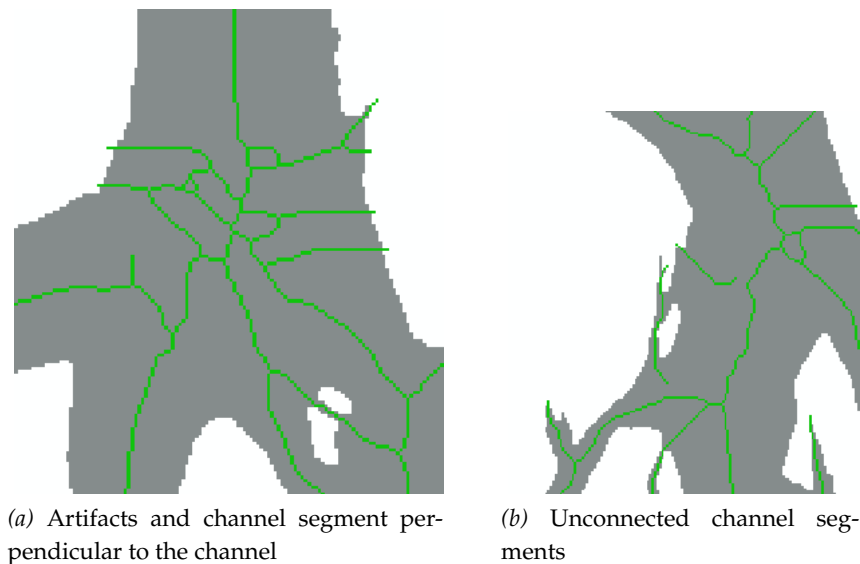 (a) Artifacts and channel segment per-
pendicular to the channel
(b) Unconnected channel seg-
ments